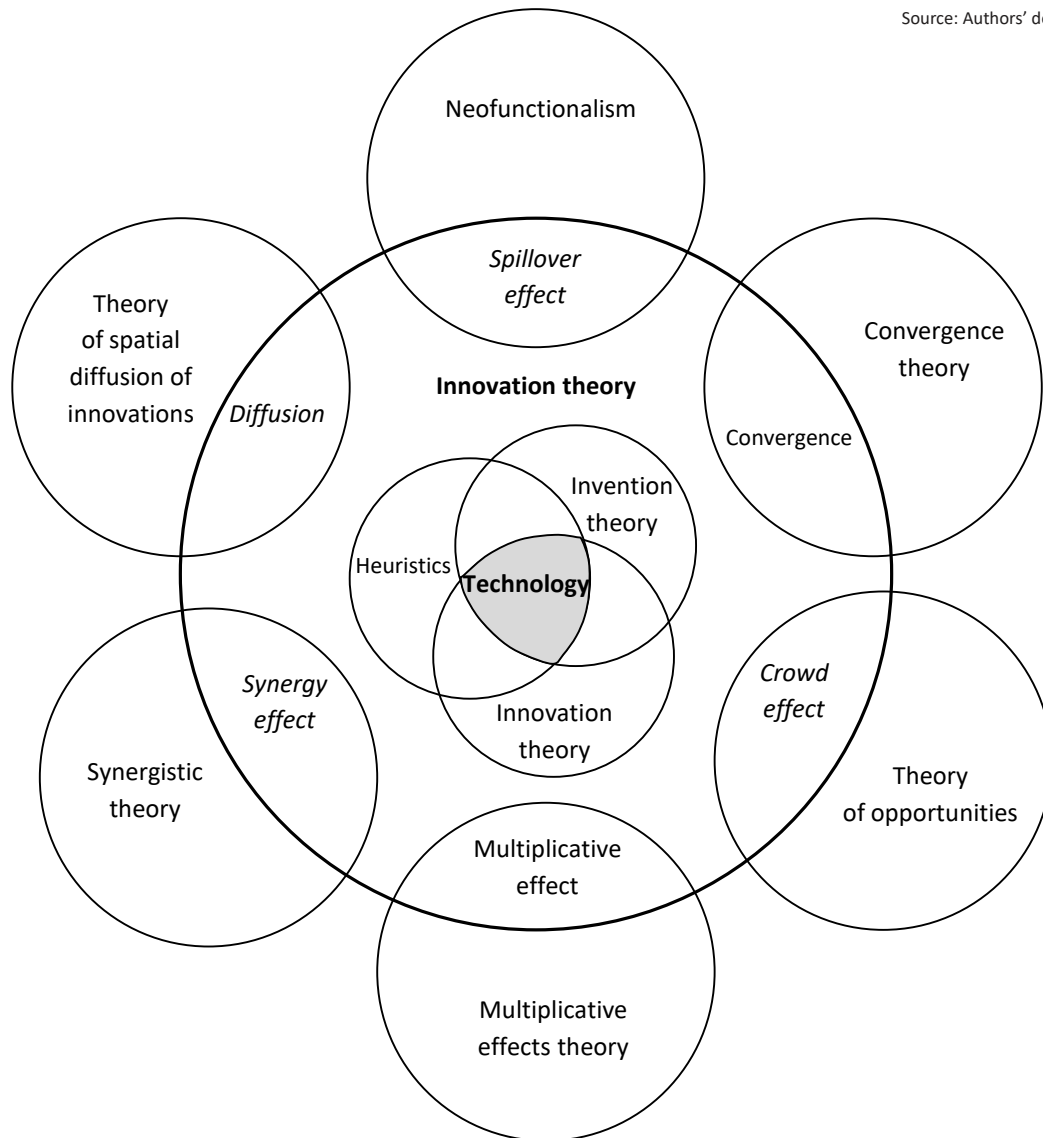 Source: Authors’ de
Neofunctionalism
Spillover
effect
Theory
of spatial
diffusion of
innovations
Diffusion
Convergence
theory
Convergence
Innovation theory
Invention
theory
Heuristics
Technology
Innovation
theory
Synergy
effect
Synergistic
theory
Crowd
effect
Theory
of opportunities
Multiplicative
effect
Multiplicative
effects theory